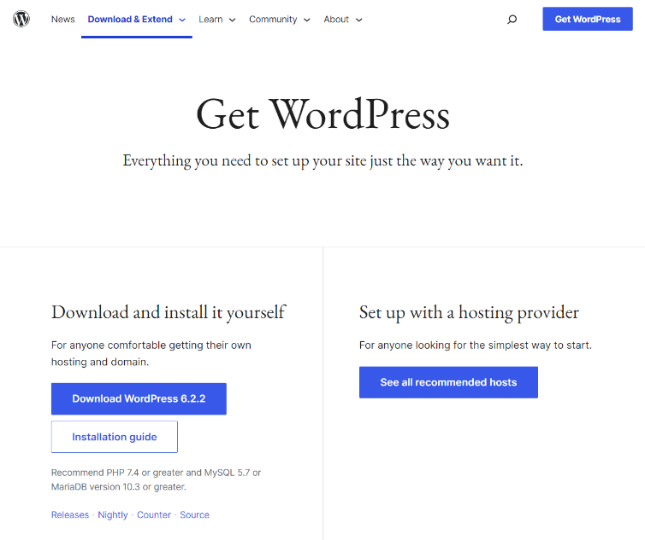 News Download & Extend Learn Community About Get WordPress
Get WordPress
Everything you need to set up your site just the way you want it.
Download and install it yourself
For anyone comfortable getting their own
hosting and domain.
Download WordPress 6.2.2
Installation guide
Recommend PHP 7.4 or greater and MySQL 5.7 or
MariaDB version 10.3 or greater.
Releases · Nightly · Counter · Source
Set up with a hosting provider
For anyone looking for the simplest way to start.
See all recommended hosts